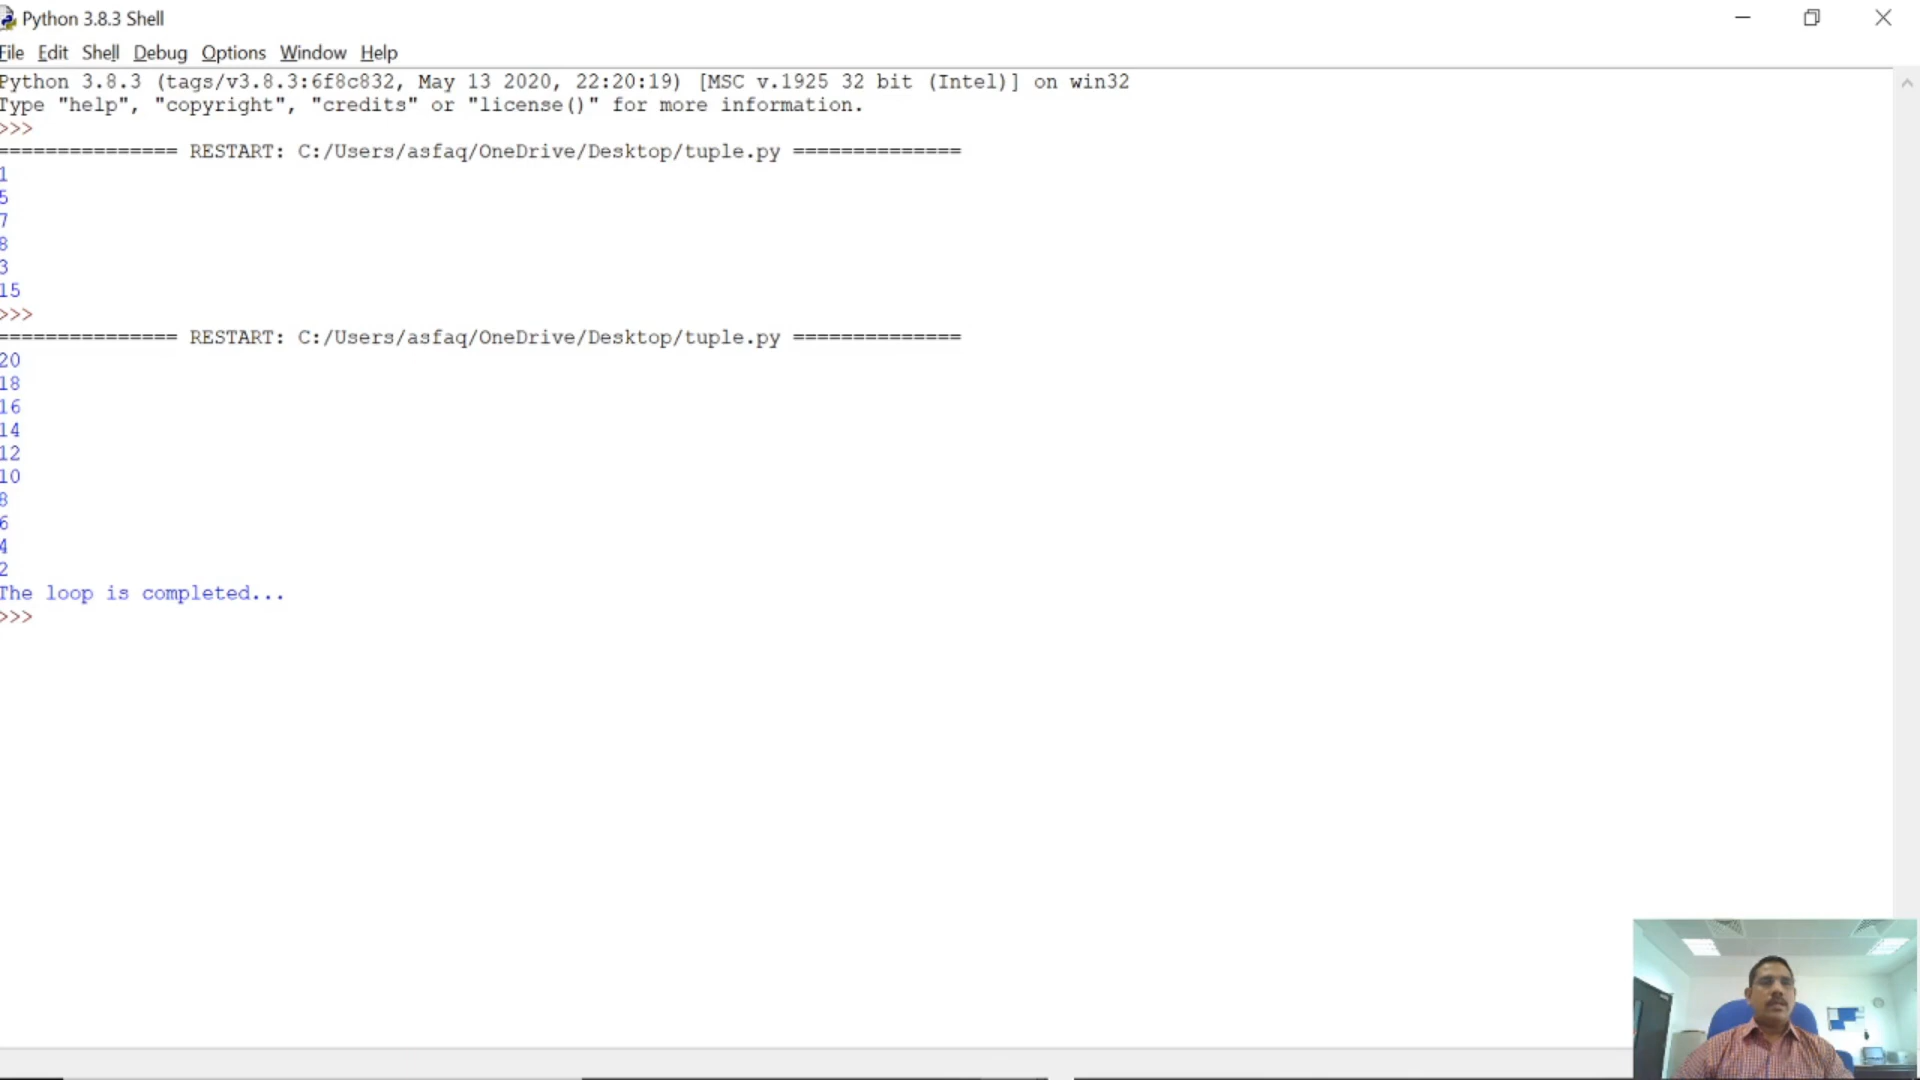 Python 3.8.3 Shell
File Edit Shell Debug Options Window Help
Python 3.8.3 (tags/v3.8.3:6f8c832, May 13 2020, 22:20:19) [MSC v.1925 32 bit (Intel)] on win32
Type "help", "copyright", "credits" or "license()" for more information.
>>>
=============== RESTART: C:/Users/asfaq/OneDrive/Desktop/tuple.py ==============
1
5
7
8
3
15
>>>
=============== RESTART: C:/Users/asfaq/OneDrive/Desktop/tuple.py ==============
20
18
16
14
12
10
8
6
4
2
The loop is completed...
>>>